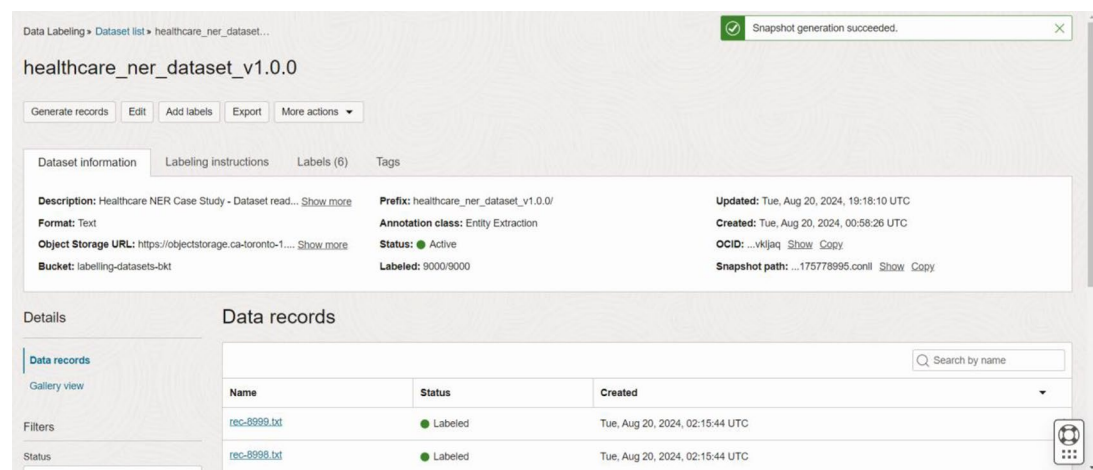 Data Labeling » Dataset list » healthcare_ner_dataset...
Snapshot generation succeeded.
healthcare_ner_dataset_v1.0.0
Generate records Edit Add labels Export More actions
Dataset information Labeling instructions Labels (6) Tags
Description: Healthcare NER Case Study - Dataset read... Show more
Format: Text
Object Storage URL: https://objectstorage.ca-toronto-1.... Show more
Bucket: labelling-datasets-bkt
Prefix: healthcare_ner_dataset_v1.0.0/
Annotation class: Entity Extraction
Status: Active
Labeled: 9000/9000
Updated: Tue, Aug 20, 2024, 19:18:10 UTC
Created: Tue, Aug 20, 2024, 00:58:26 UTC
OCID: ...vkljaq Show Copy
Snapshot path: ...175778995.conll Show Copy
Details
Data records
Gallery view
Filters
Status
Data records
Search by name
Name Status Created
rec-8999.txt Labeled Tue, Aug 20, 2024, 02:15:44 UTC
rec-8998.txt Labeled Tue, Aug 20, 2024, 02:15:44 UTC